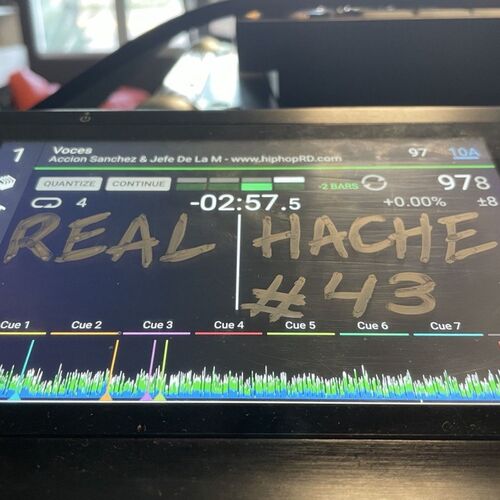 1 Voces 97 10A
Accion Sanchez & Jefe De La M - www.hiphopRD.com
QUANTIZE CONTINUE -2 BARS 978
4 -02:57.5 +0.00% ±8
REAL HACHE
#43
Cue 1 Cue 2 Cue 3 Cue 4 Cue 5 Cue 6 Cue 7